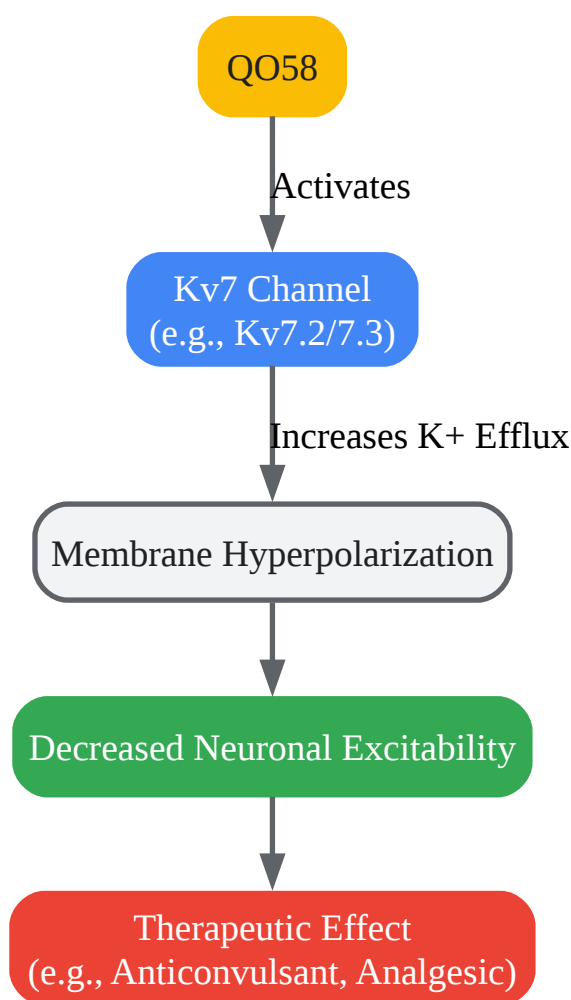 QO58
Activates
Kv7 Channel
(e.g., Kv7.2/7.3)
Increases K+ Efflux
Membrane Hyperpolarization
Decreased Neuronal Excitability
Therapeutic Effect
(e.g., Anticonvulsant, Analgesic)